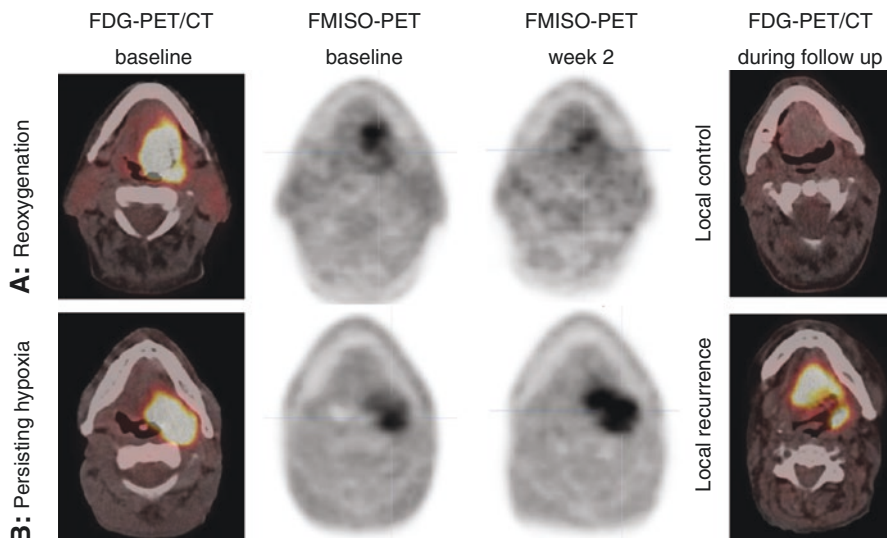 FDG-PET/CT
baseline
FMISO-PET
baseline
FMISO-PET
week 2
FDG-PET/CT
during follow up
A: Reoxygenation
Local control
B: Persisting hypoxia
Local recurrence